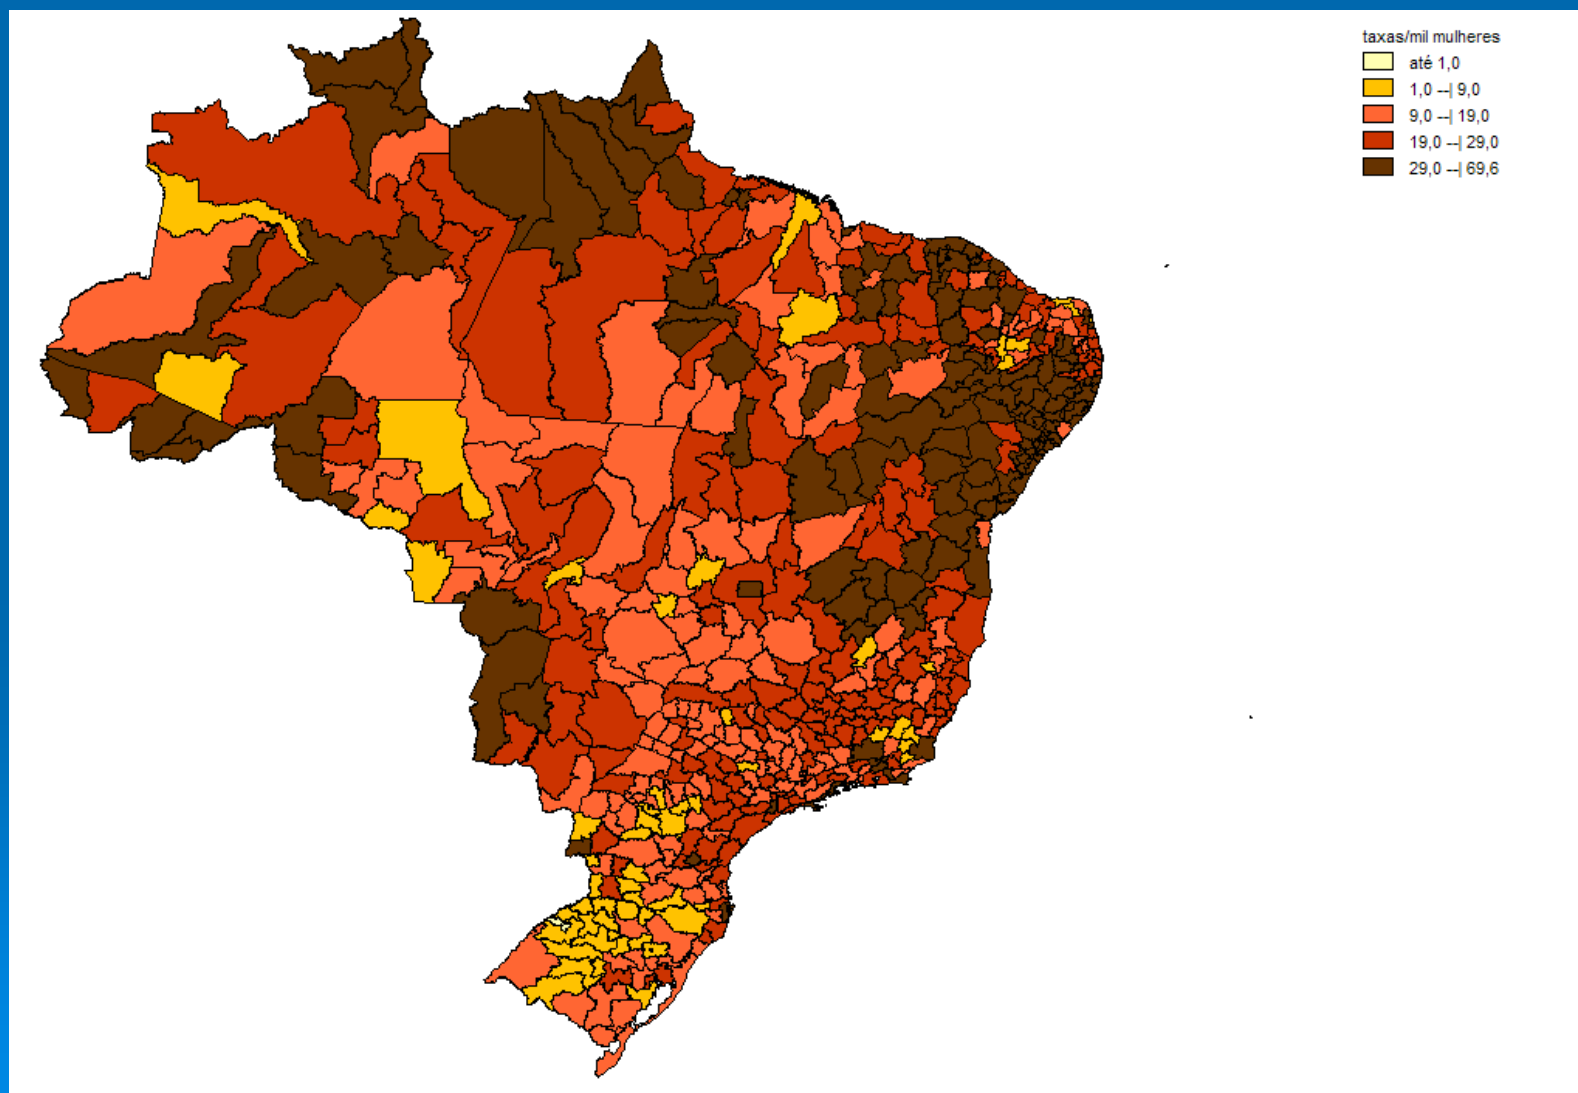 taxas/mil mulheres
até 1,0
1,0 --| 9,0
9,0 --| 19,0
19,0 --| 29,0
29,0 --| 69,6